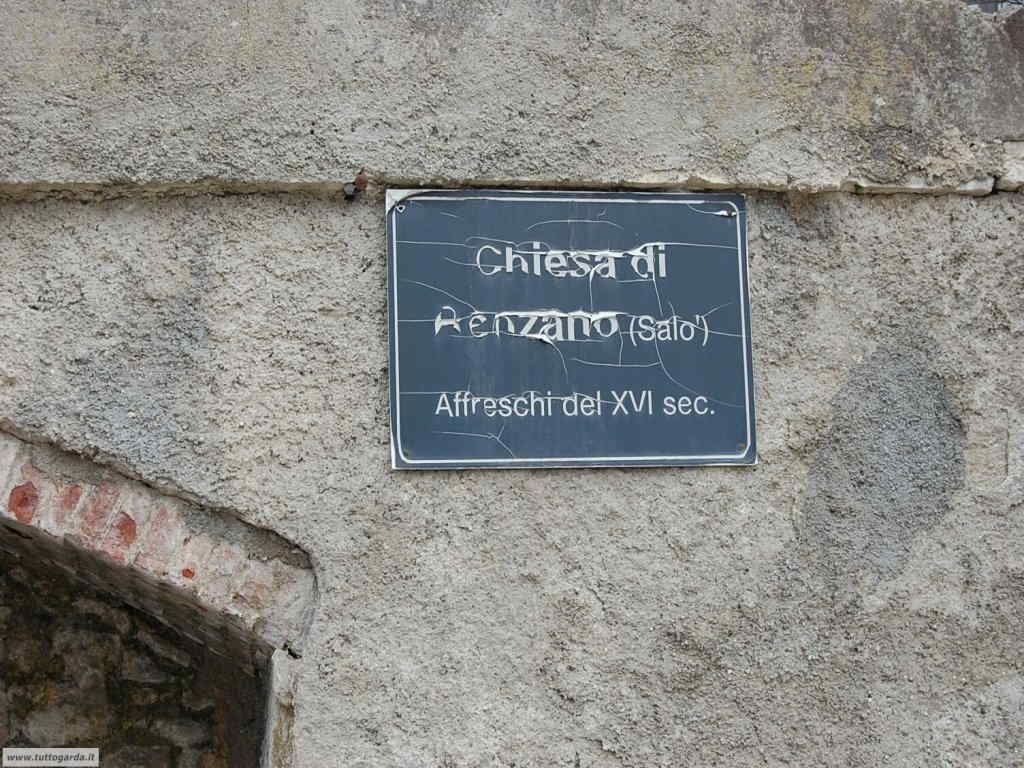 Chiesa di
Renzano (Salo')
Affreschi del XVI sec.
www.tuttogarda.it